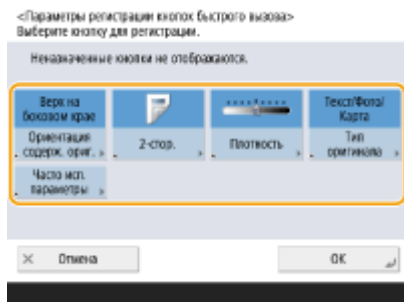 <Параметры регистрации кнопок быстрого вызова>
Выберите кнопку для регистрации.
Неназначенные кнопки не отображаются.
Верх на
боковом крае
Ориентация
содерж. ориг.
2-стор.
Плотность
Текст/Фото/
Карта
Тип
оригинала
Часто исп.
параметры
Отмена
OK